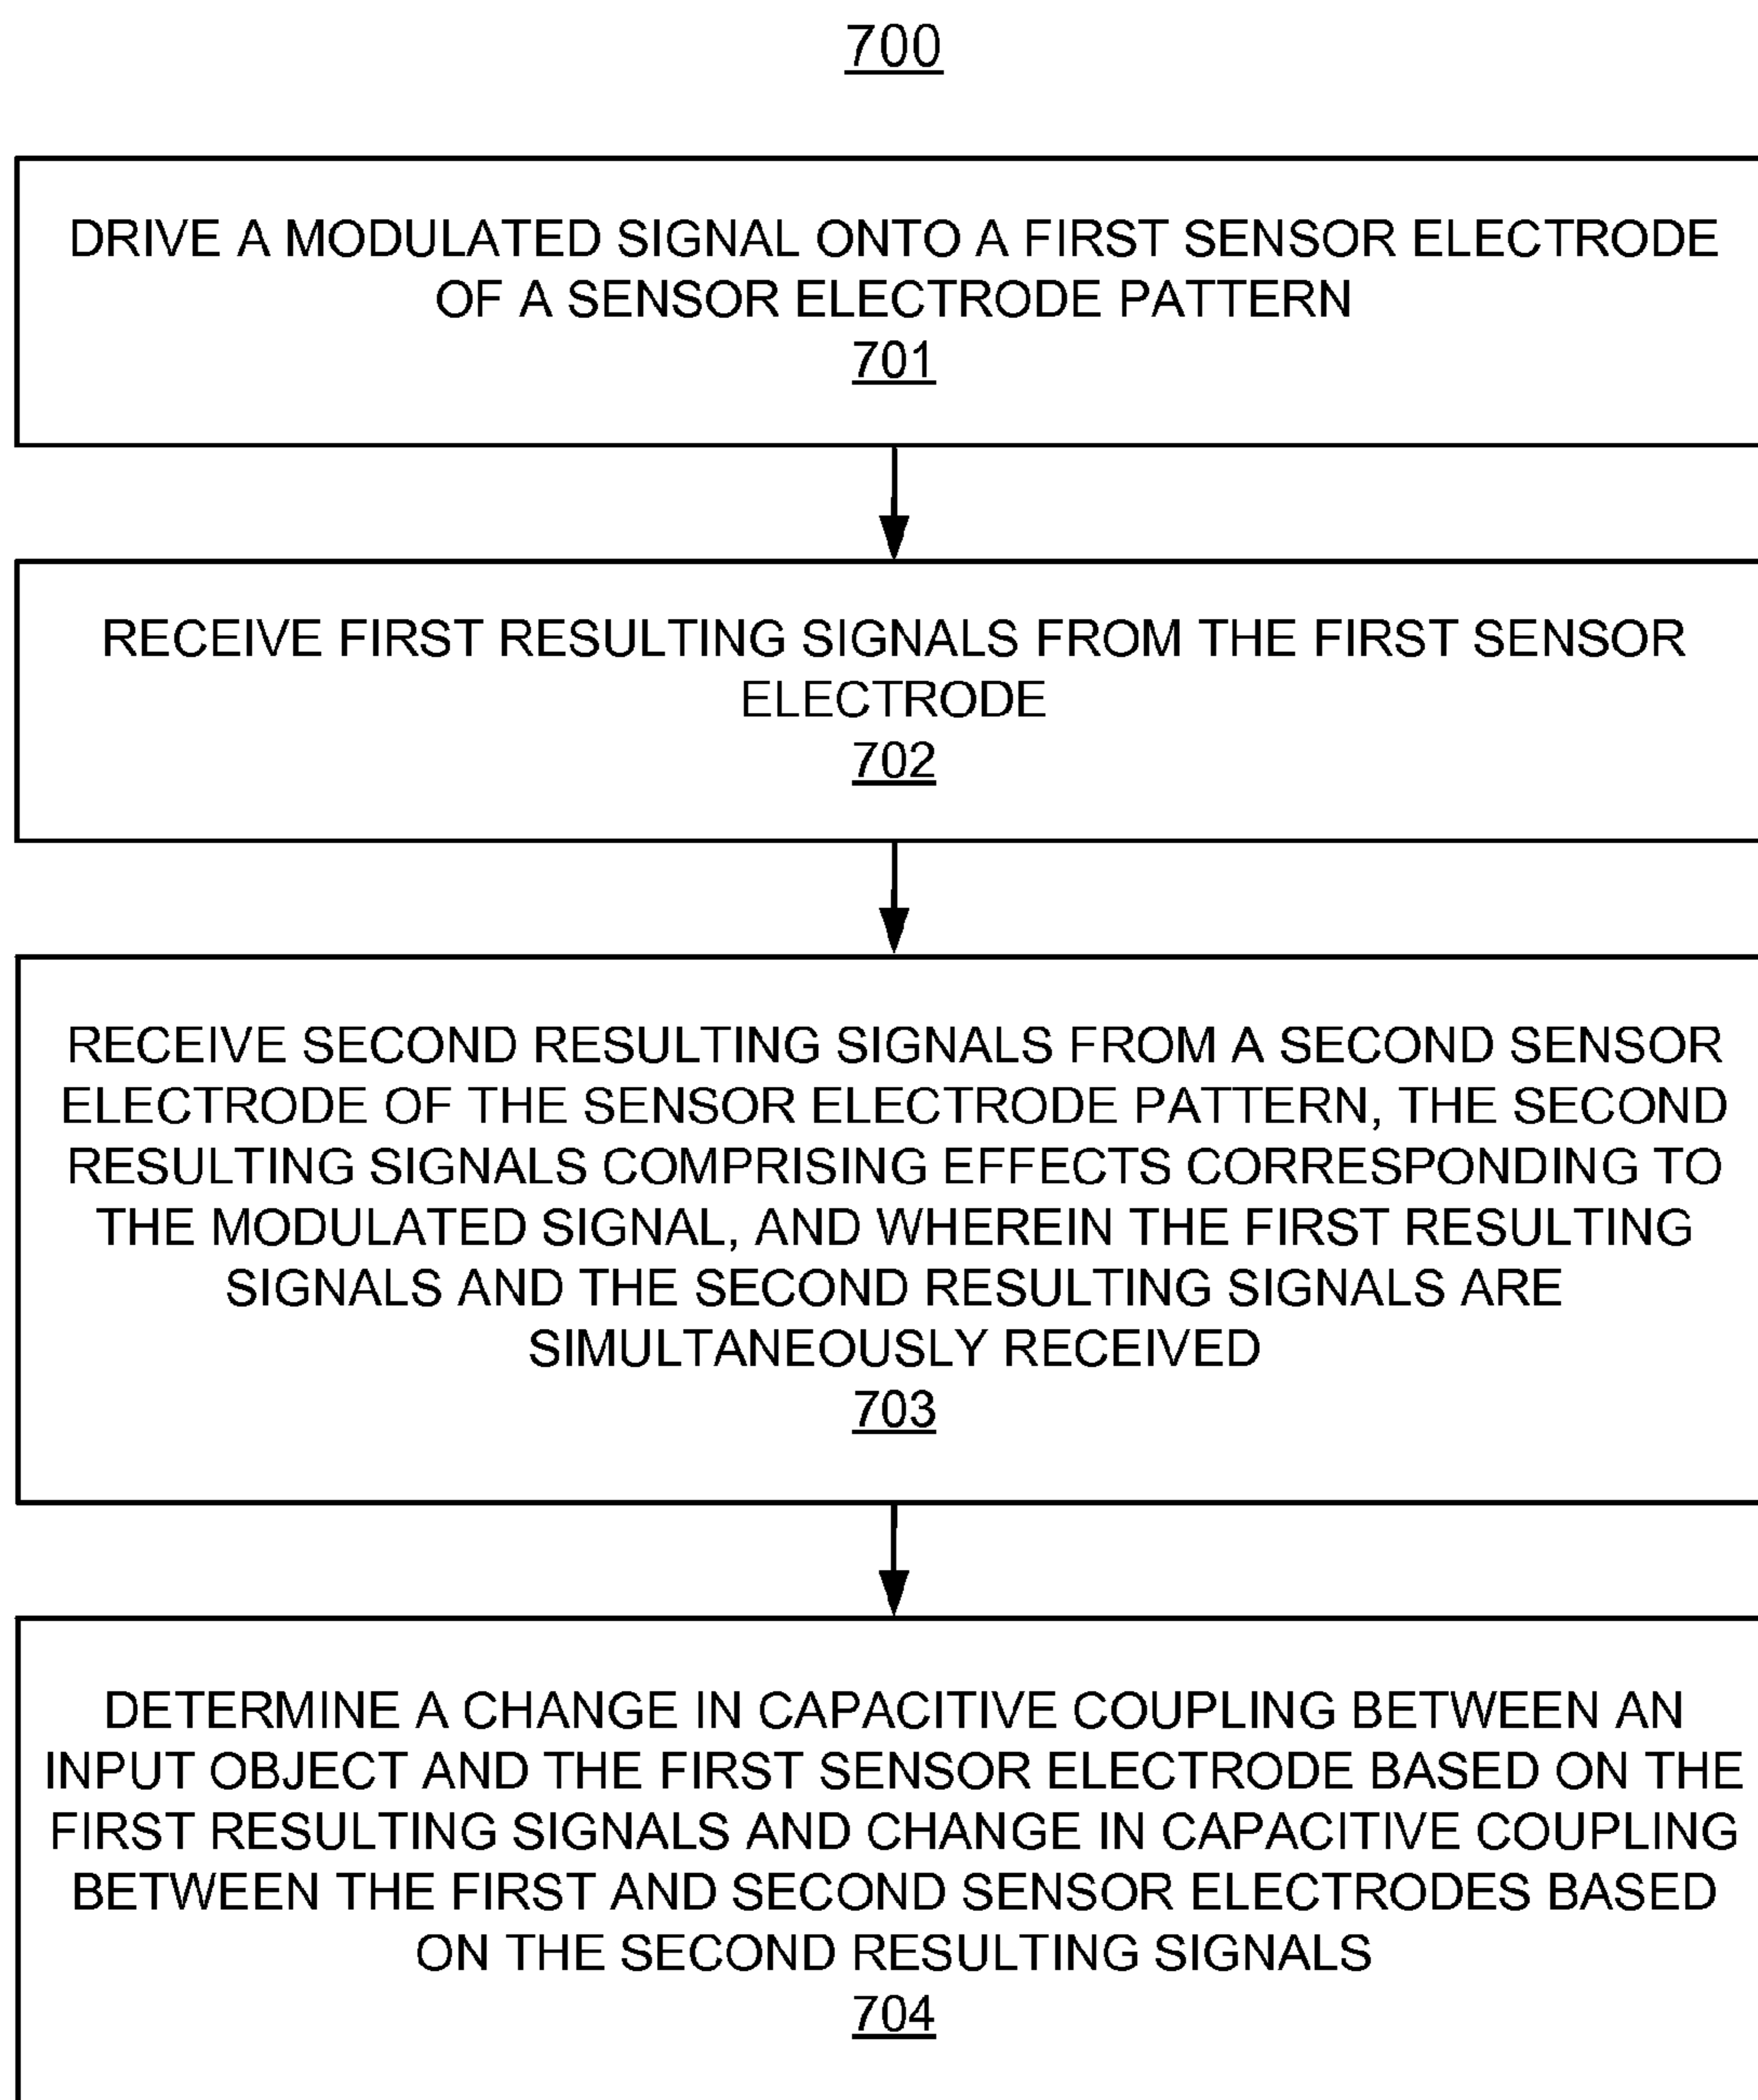 700
DRIVE A MODULATED SIGNAL ONTO A FIRST SENSOR ELECTRODE
OF A SENSOR ELECTRODE PATTERN
701
RECEIVE FIRST RESULTING SIGNALS FROM THE FIRST SENSOR
ELECTRODE
702
RECEIVE SECOND RESULTING SIGNALS FROM A SECOND SENSOR
ELECTRODE OF THE SENSOR ELECTRODE PATTERN, THE SECOND
RESULTING SIGNALS COMPRISING EFFECTS CORRESPONDING TO
THE MODULATED SIGNAL, AND WHEREIN THE FIRST RESULTING
SIGNALS AND THE SECOND RESULTING SIGNALS ARE
SIMULTANEOUSLY RECEIVED
703
DETERMINE A CHANGE IN CAPACITIVE COUPLING BETWEEN AN
INPUT OBJECT AND THE FIRST SENSOR ELECTRODE BASED ON THE
FIRST RESULTING SIGNALS AND CHANGE IN CAPACITIVE COUPLING
BETWEEN THE FIRST AND SECOND SENSOR ELECTRODES BASED
ON THE SECOND RESULTING SIGNALS
704